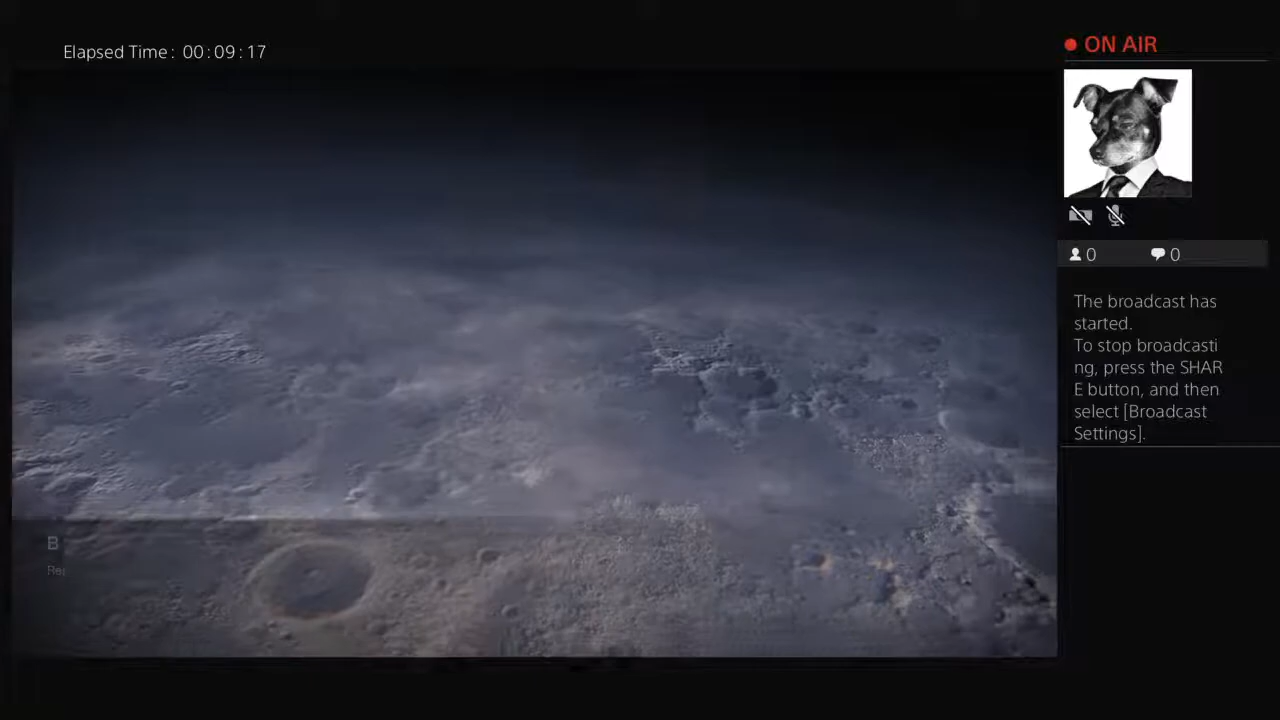 Elapsed Time: 00:09:17
ON AIR
0 0
The broadcast has
started.
To stop broadcasti
ng, press the SHAR
E button, and then
select [Broadcast
Settings].
B